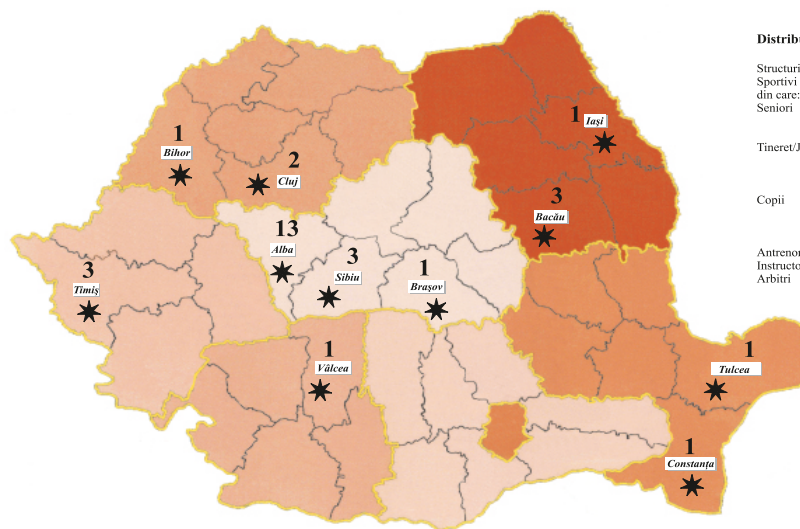 Distribu
Structuri
Sportivi
din care:
Seniori
Tineret/J
Copii
Antrenor
Instructo
Arbitri
1
Iași
1
Bihor
2
Cluj
3
Bacău
13
Alba
3
Sibiu
1
Brașov
3
Timiș
1
Vâlcea
1
Tulcea
1
Constanța